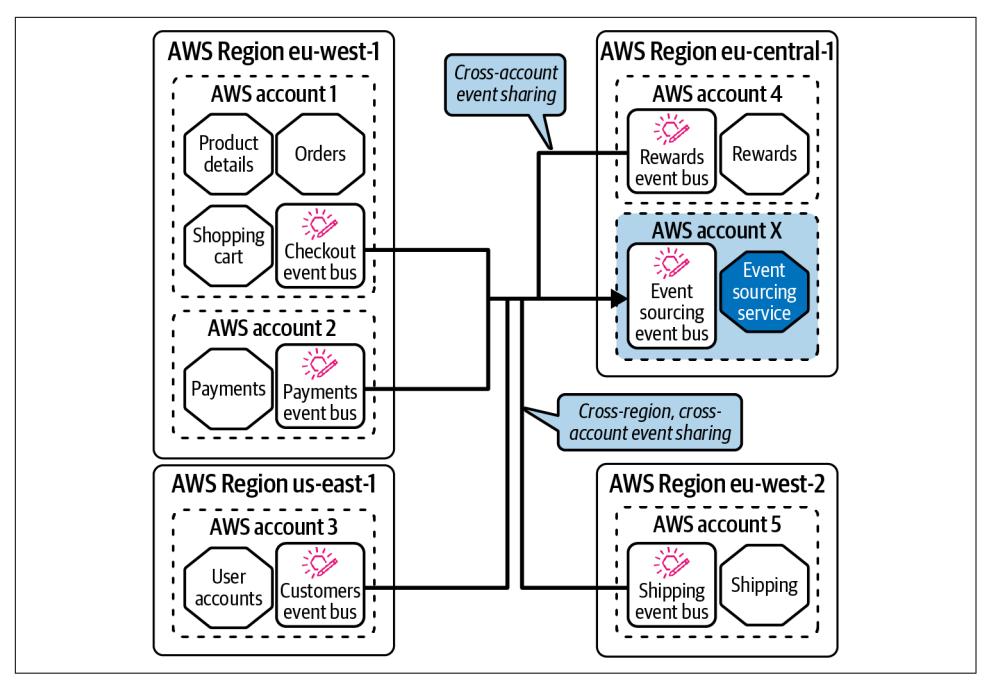 AWS Region eu-west-1
AWS account 1
Product
details
Orders
Shopping
cart
Checkout
event bus
AWS account 2
Payments
Payments
event bus
AWS Region us-east-1
AWS account 3
User
accounts
Customers
event bus
Cross-account
event sharing
Cross-region, cross-
account event sharing
AWS Region eu-central-1
AWS account 4
Rewards
event bus
Rewards
AWS account X
Event
sourcing
event bus
Event
sourcing
service
AWS Region eu-west-2
AWS account 5
Shipping
event bus
Shipping